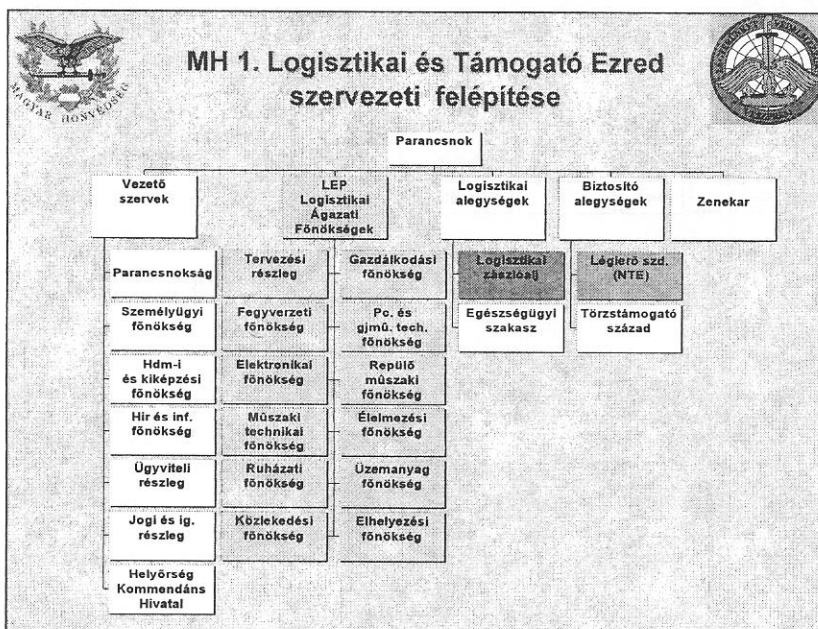 MH 1. Logisztikai és Támogató Ezred
szervezeti felépítése
MAGYAR HONVÉDSÉG
Parancsnok
Vezető
szervek
LEP
Logisztikai
Ágazati
Főnökségek
Logisztikai
alegységek
Biztosító
alegységek
Zenekar
Parancsnokság
Tervezési
részleg
Gazdálkodási
főnökség
Logisztikai
zászlóalj
Légierő szd.
(NTE)
Személyügyi
főnökség
Fegyverzeti
főnökség
Pc. és
gjmű. tech.
főnökség
Egészségügyi
szakasz
Törzstámogató
század
Hdm-i
és kiképzési
főnökség
Elektronikai
főnökség
Repülő
műszaki
főnökség
Hir és inf.
főnökség
Műszaki
technikai
főnökség
Élelmezési
főnökség
Ügyviteli
részleg
Ruházati
főnökség
Üzemanyag
főnökség
Jogi és ig.
részleg
Közlekedési
főnökség
Elhelyezési
főnökség
Helyőrség
Kommendáns
Hivatal